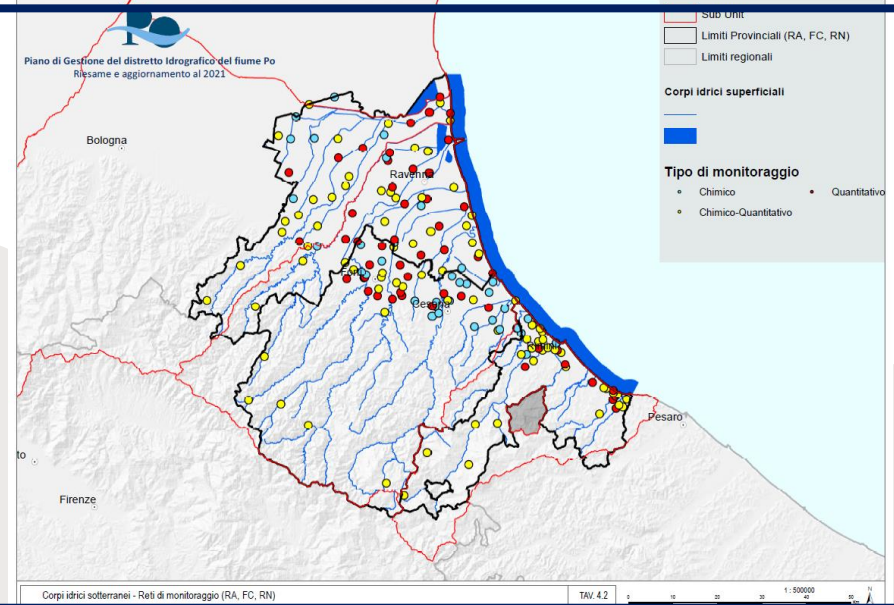 Sub Unit
Limiti Provinciali (RA, FC, RN)
Limiti regionali
Corpi idrici superficiali
Tipo di monitoraggio
Chimico
Quantitativo
Chimico-Quantitativo
Piano di Gestione del distretto Idrografico del fiume Po
Riesame e aggiornamento al 2021
Bologna
Ravenna
Forlì
Cesena
Rimini
Pesaro
to
Firenze
Corpi idrici sotterranei - Reti di monitoraggio (RA, FC, RN)
TAV. 4.2
1 : 500000
0 10 20 30 40 50
N